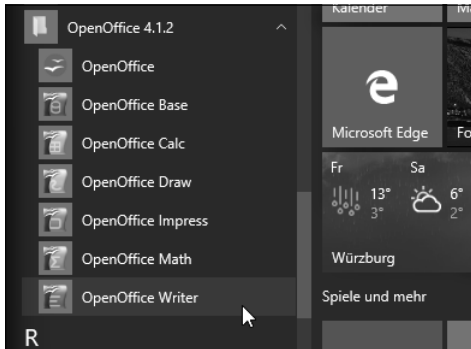 OpenOffice 4.1.2
OpenOffice
OpenOffice Base
OpenOffice Calc
OpenOffice Draw
OpenOffice Impress
OpenOffice Math
OpenOffice Writer
R
Kalender
Microsoft Edge
Fr Sa
13° 6°
3° 2°
Würzburg
Spiele und mehr